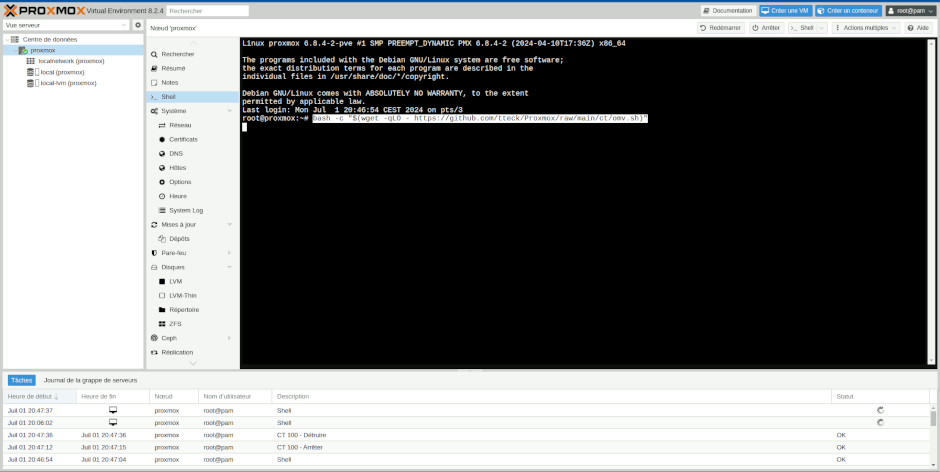 PROXMOX Virtual Environment 8.2.4 Rechercher Documentation Créer une VM Créer un conteneur root@pam
Vue serveur
Nœud 'proxmox' Redémarrer Arrêter Shell Actions multiples Aide
Centre de données
proxmox
localnetwork (proxmox)
local (proxmox)
local-lvm (proxmox)
Rechercher
Résumé
Notes
Shell
Système
Réseau
Certificats
DNS
Hôtes
Options
Heure
System Log
Mises à jour
Dépôts
Pare-feu
Disques
LVM
LVM-Thin
Répertoire
ZFS
Ceph
Réplication
Linux proxmox 6.8.4-2-pve #1 SMP PREEMPT_DYNAMIC PMX 6.8.4-2 (2024-04-10T17:36Z) x86_64
The programs included with the Debian GNU/Linux system are free software;
the exact distribution terms for each program are described in the
individual files in /usr/share/doc/*/copyright.
Debian GNU/Linux comes with ABSOLUTELY NO WARRANTY, to the extent
permitted by applicable law.
Last login: Mon Jul  1 20:46:54 CEST 2024 on pts/3
root@proxmox:~# bash -c "$(wget -qLO - https://github.com/tteck/Proxmox/raw/main/ct/omv.sh)"
Tâches Journal de la grappe de serveurs
Heure de début Heure de fin Nœud Nom d'utilisateur Description Statut
Juil 01 20:47:37 proxmox root@pam Shell
Juil 01 20:06:02 proxmox root@pam Shell
Juil 01 20:47:36 Juil 01 20:47:36 proxmox root@pam CT 100 - Détruire OK
Juil 01 20:47:12 Juil 01 20:47:15 proxmox root@pam CT 100 - Arrêter OK
Juil 01 20:46:54 Juil 01 20:47:04 proxmox root@pam Shell OK